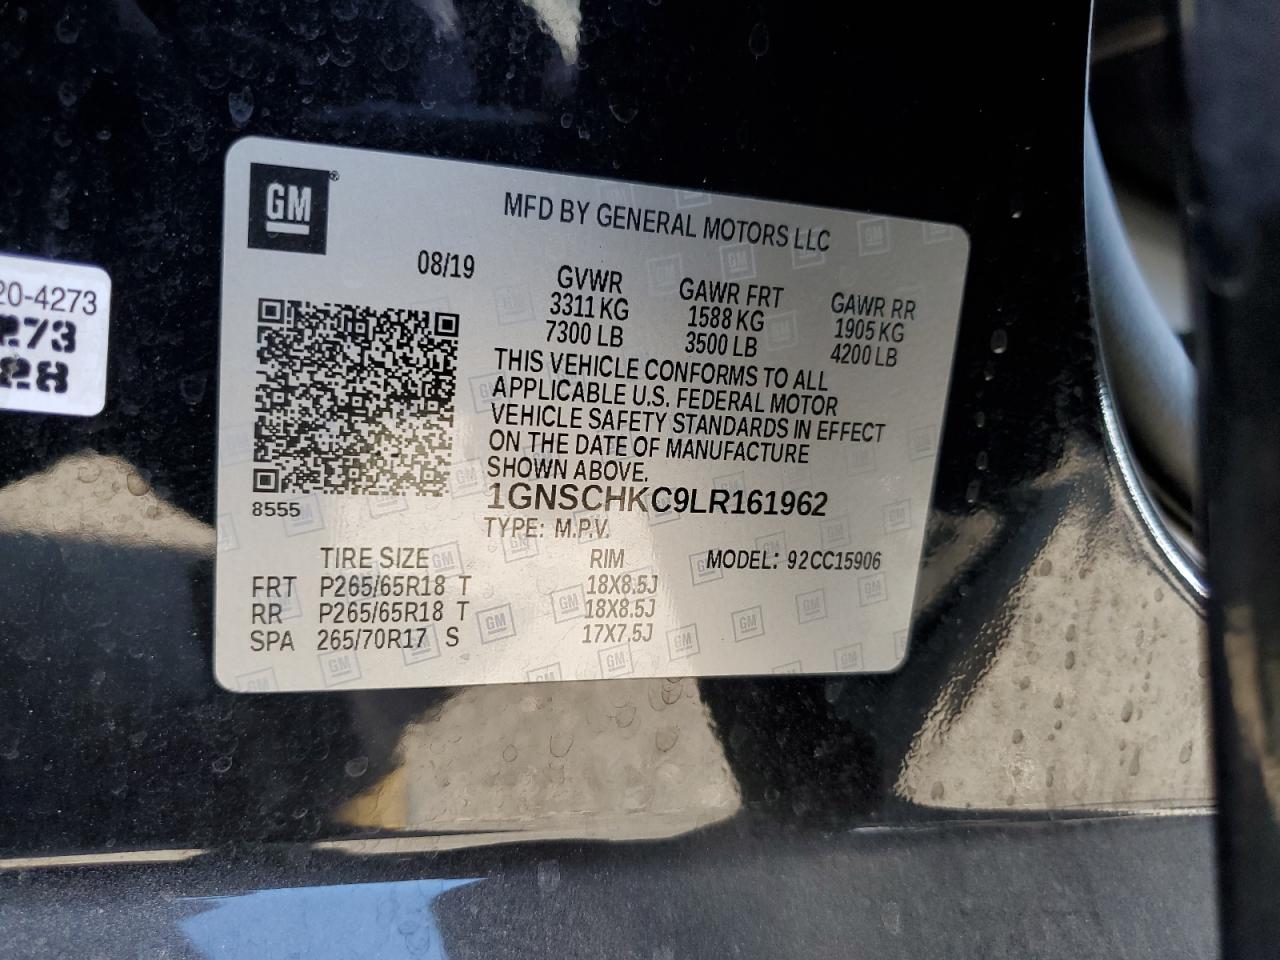 GM
MFD BY GENERAL MOTORS LLC
08/19
GVWR
3311 KG
7300 LB
GAWR FRT
1588 KG
3500 LB
GAWR RR
1905 KG
4200 LB
THIS VEHICLE CONFORMS TO ALL
APPLICABLE U.S. FEDERAL MOTOR
VEHICLE SAFETY STANDARDS IN EFFECT
ON THE DATE OF MANUFACTURE
SHOWN ABOVE.
1GNSCHKC9LR161962
TYPE: M.P.V.
8555
TIRE SIZE RIM MODEL: 92CC15906
FRT P265/65R18 T 18X8.5J
RR P265/65R18 T 18X8.5J
SPA 265/70R17 S 17X7.5J
20-4273
273
28